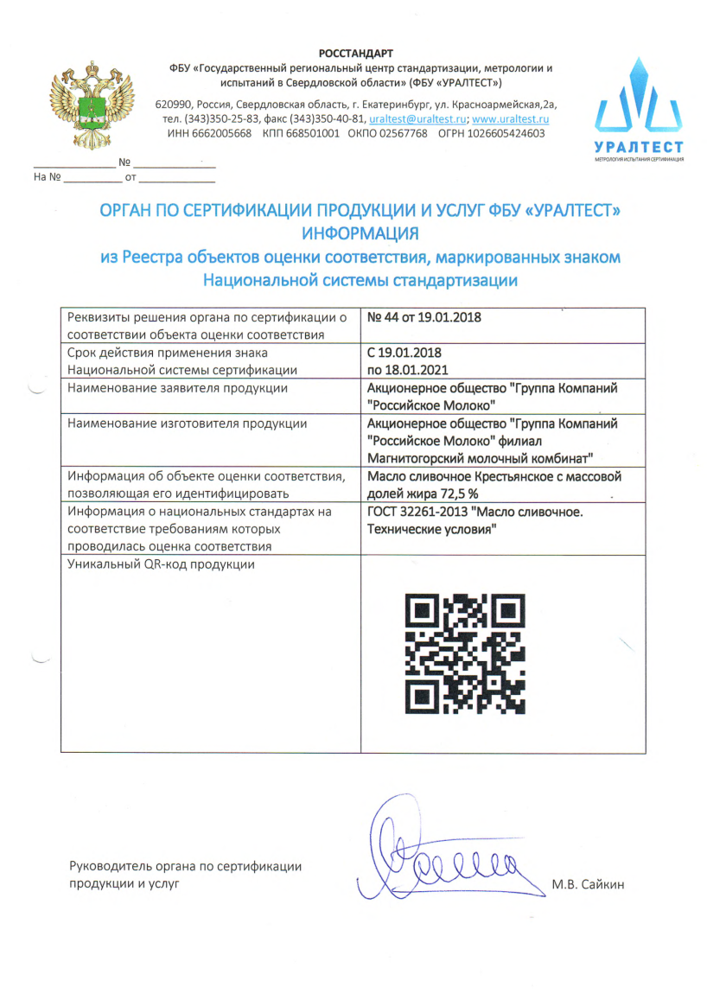 РОССТАНДАРТ
ФБУ «Государственный региональный центр стандартизации, метрологии и
испытаний в Свердловской области» (ФБУ «УРАЛТЕСТ»)
620990, Россия, Свердловская область, г. Екатеринбург, ул. Красноармейская,2а,
тел. (343)350-25-83, факс (343)350-40-81, uraltest@uraltest.ru; www.uraltest.ru
ИНН 6662005668 КПП 668501001 ОКПО 02567768 ОГРН 1026605424603
УРАЛТЕСТ
МЕТРОЛОГИЯ ИСПЫТАНИЯ СЕРТИФИКАЦИЯ
______________ № ______________
На № __________ от _____________
ОРГАН ПО СЕРТИФИКАЦИИ ПРОДУКЦИИ И УСЛУГ ФБУ «УРАЛТЕСТ»
ИНФОРМАЦИЯ
из Реестра объектов оценки соответствия, маркированных знаком
Национальной системы стандартизации
Реквизиты решения органа по сертификации о
соответствии объекта оценки соответствия
№ 44 от 19.01.2018
Срок действия применения знака
Национальной системы сертификации
С 19.01.2018
по 18.01.2021
Наименование заявителя продукции
Акционерное общество "Группа Компаний
"Российское Молоко"
Наименование изготовителя продукции
Акционерное общество "Группа Компаний
"Российское Молоко" филиал
Магнитогорский молочный комбинат"
Информация об объекте оценки соответствия,
позволяющая его идентифицировать
Масло сливочное Крестьянское с массовой
долей жира 72,5 %
Информация о национальных стандартах на
соответствие требованиям которых
проводилась оценка соответствия
ГОСТ 32261-2013 "Масло сливочное.
Технические условия"
Уникальный QR-код продукции
Руководитель органа по сертификации
продукции и услуг
М.В. Сайкин